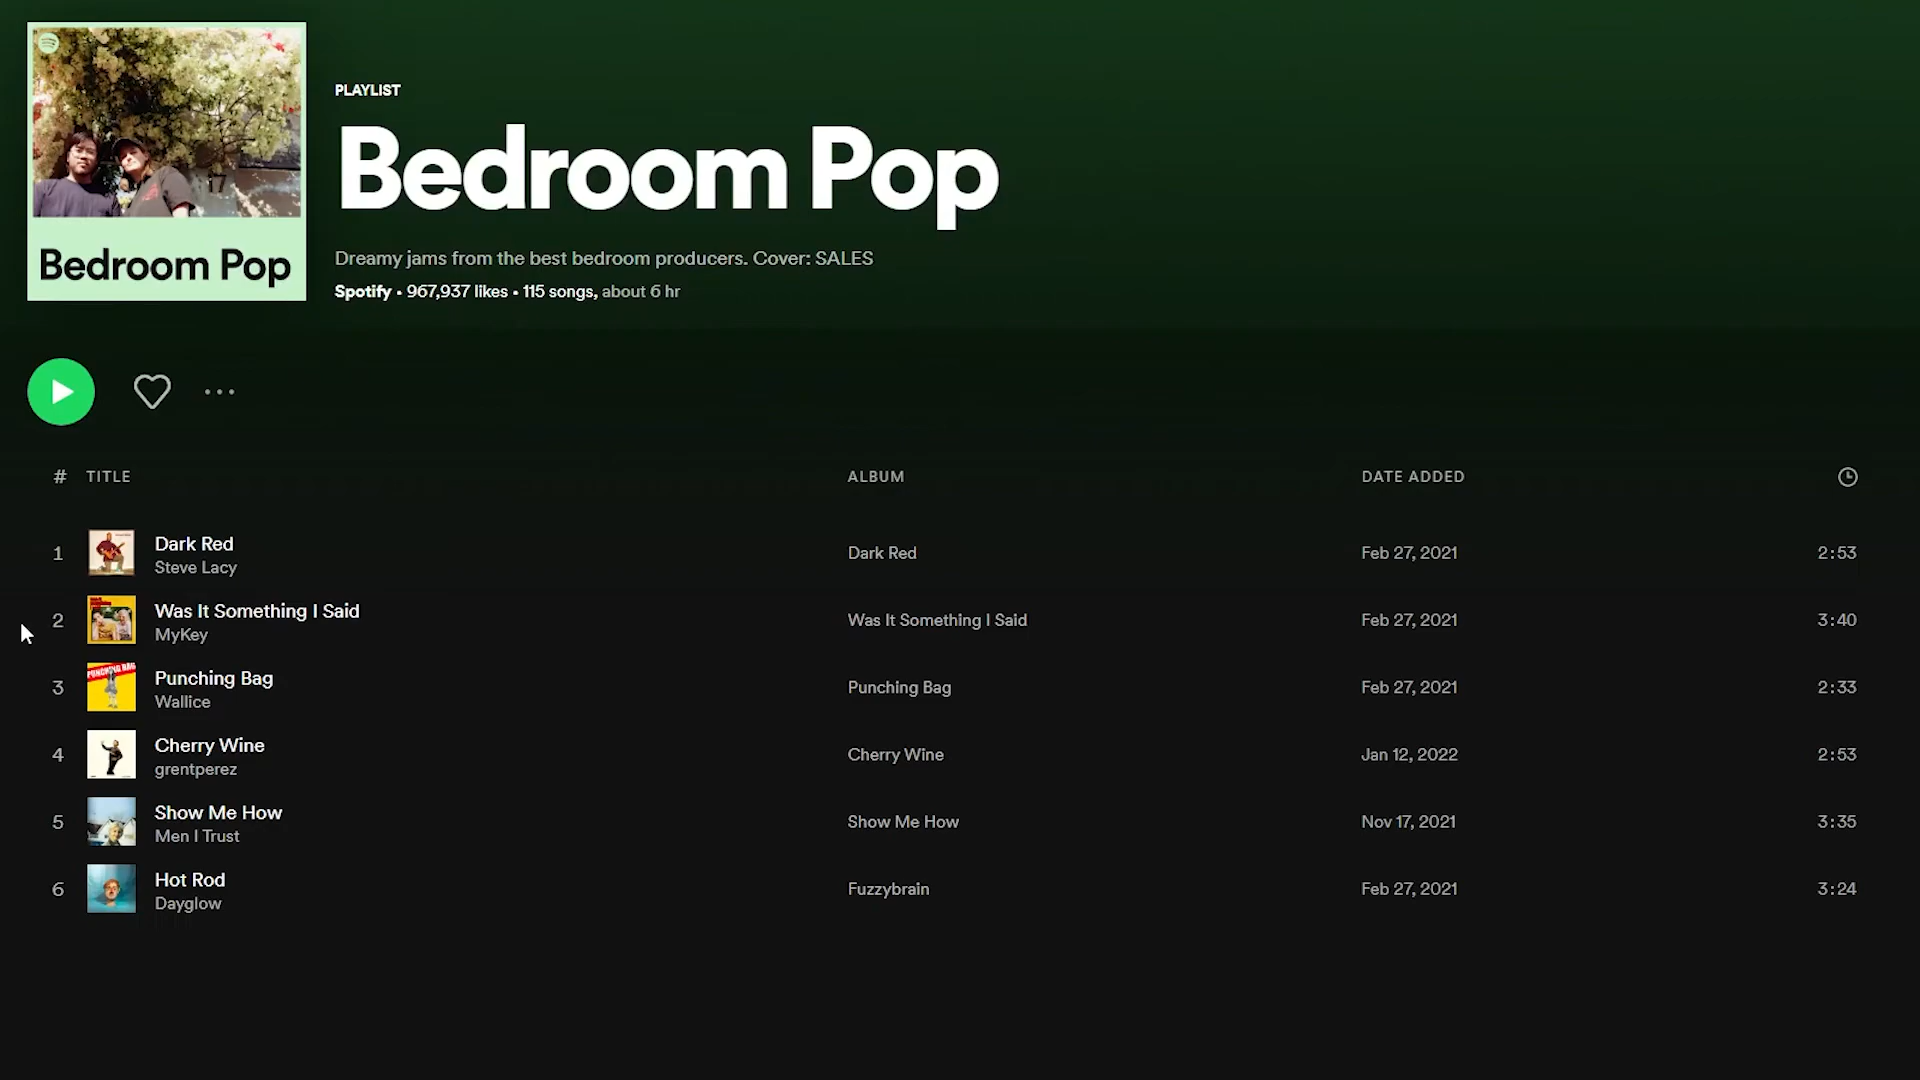 PLAYLIST
Bedroom Pop
Bedroom Pop
Dreamy jams from the best bedroom producers. Cover: SALES
Spotify • 967,937 likes • 115 songs, about 6 hr
# TITLE ALBUM DATE ADDED
1 Dark Red Dark Red Feb 27, 2021 2:53
Steve Lacy
2 Was It Something I Said Was It Something I Said Feb 27, 2021 3:40
MyKey
PUNCHING BAG
3 Punching Bag Punching Bag Feb 27, 2021 2:33
Wallice
4 Cherry Wine Cherry Wine Jan 12, 2022 2:53
grentperez
5 Show Me How Show Me How Nov 17, 2021 3:35
Men I Trust
6 Hot Rod Fuzzybrain Feb 27, 2021 3:24
Dayglow